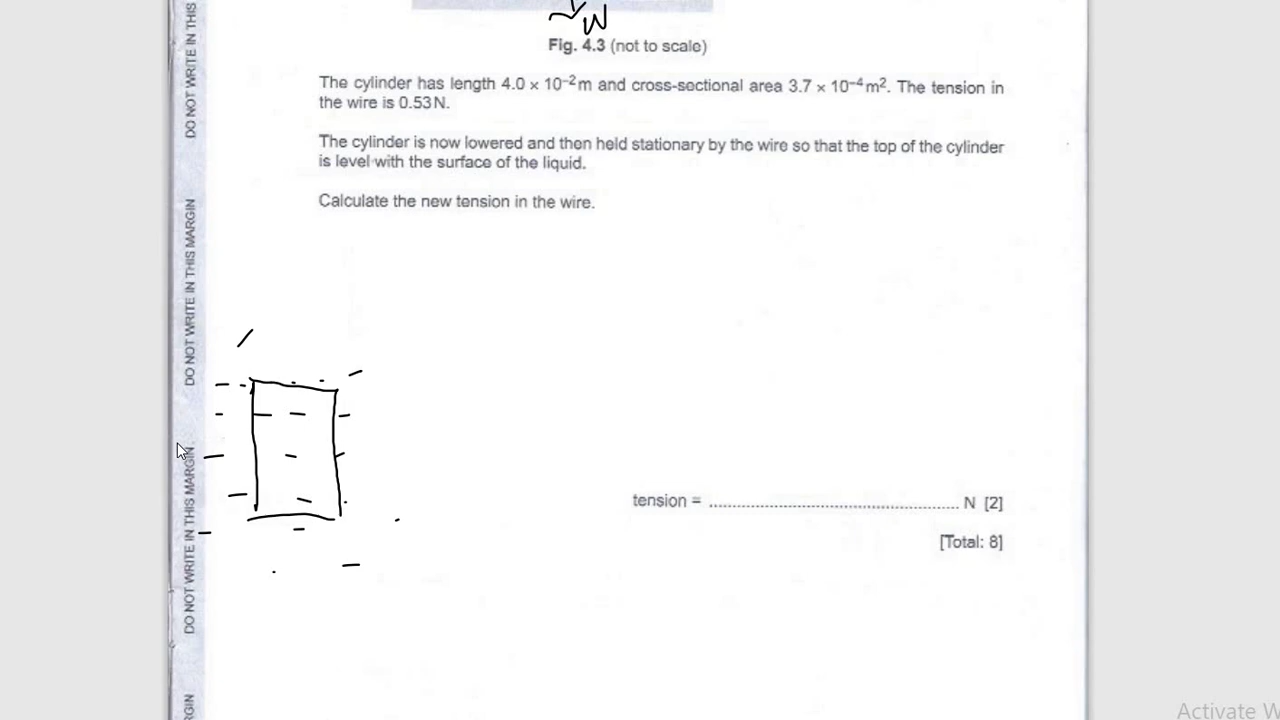 W
Fig. 4.3 (not to scale)
The cylinder has length 4.0 × 10⁻² m and cross-sectional area 3.7 × 10⁻⁴ m². The tension in
the wire is 0.53 N.
The cylinder is now lowered and then held stationary by the wire so that the top of the cylinder
is level with the surface of the liquid.
Calculate the new tension in the wire.
tension = ................................................... N [2]
[Total: 8]
DO NOT WRITE IN THIS
DO NOT WRITE IN THIS MARGIN
DO NOT WRITE IN THIS MARGIN
RGIN
Activate W